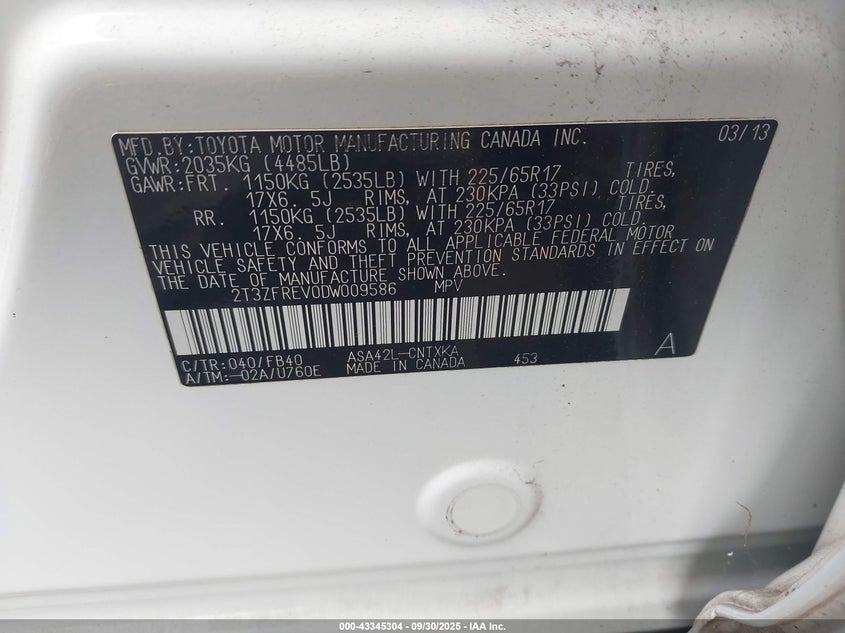 MFD.BY:TOYOTA MOTOR MANUFACTURING CANADA INC. 03/13
GVWR:2035KG (4485LB)
GAWR:FRT. 1150KG (2535LB) WITH 225/65R17 TIRES,
17X6.5J RIMS, AT 230KPA (33PSI) COLD.
RR. 1150KG (2535LB) WITH 225/65R17 TIRES,
17X6.5J RIMS, AT 230KPA (33PSI) COLD.
THIS VEHICLE CONFORMS TO ALL APPLICABLE FEDERAL MOTOR
VEHICLE SAFETY AND THEFT PREVENTION STANDARDS IN EFFECT ON
THE DATE OF MANUFACTURE SHOWN ABOVE.
2T3ZFREV0DW009586 MPV
C/TR:040/FB40 ASA42L-CNTXKA 453 A
A/TM:-02A/U760E MADE IN CANADA
000-43345304 - 09/30/2025 - IAA Inc.